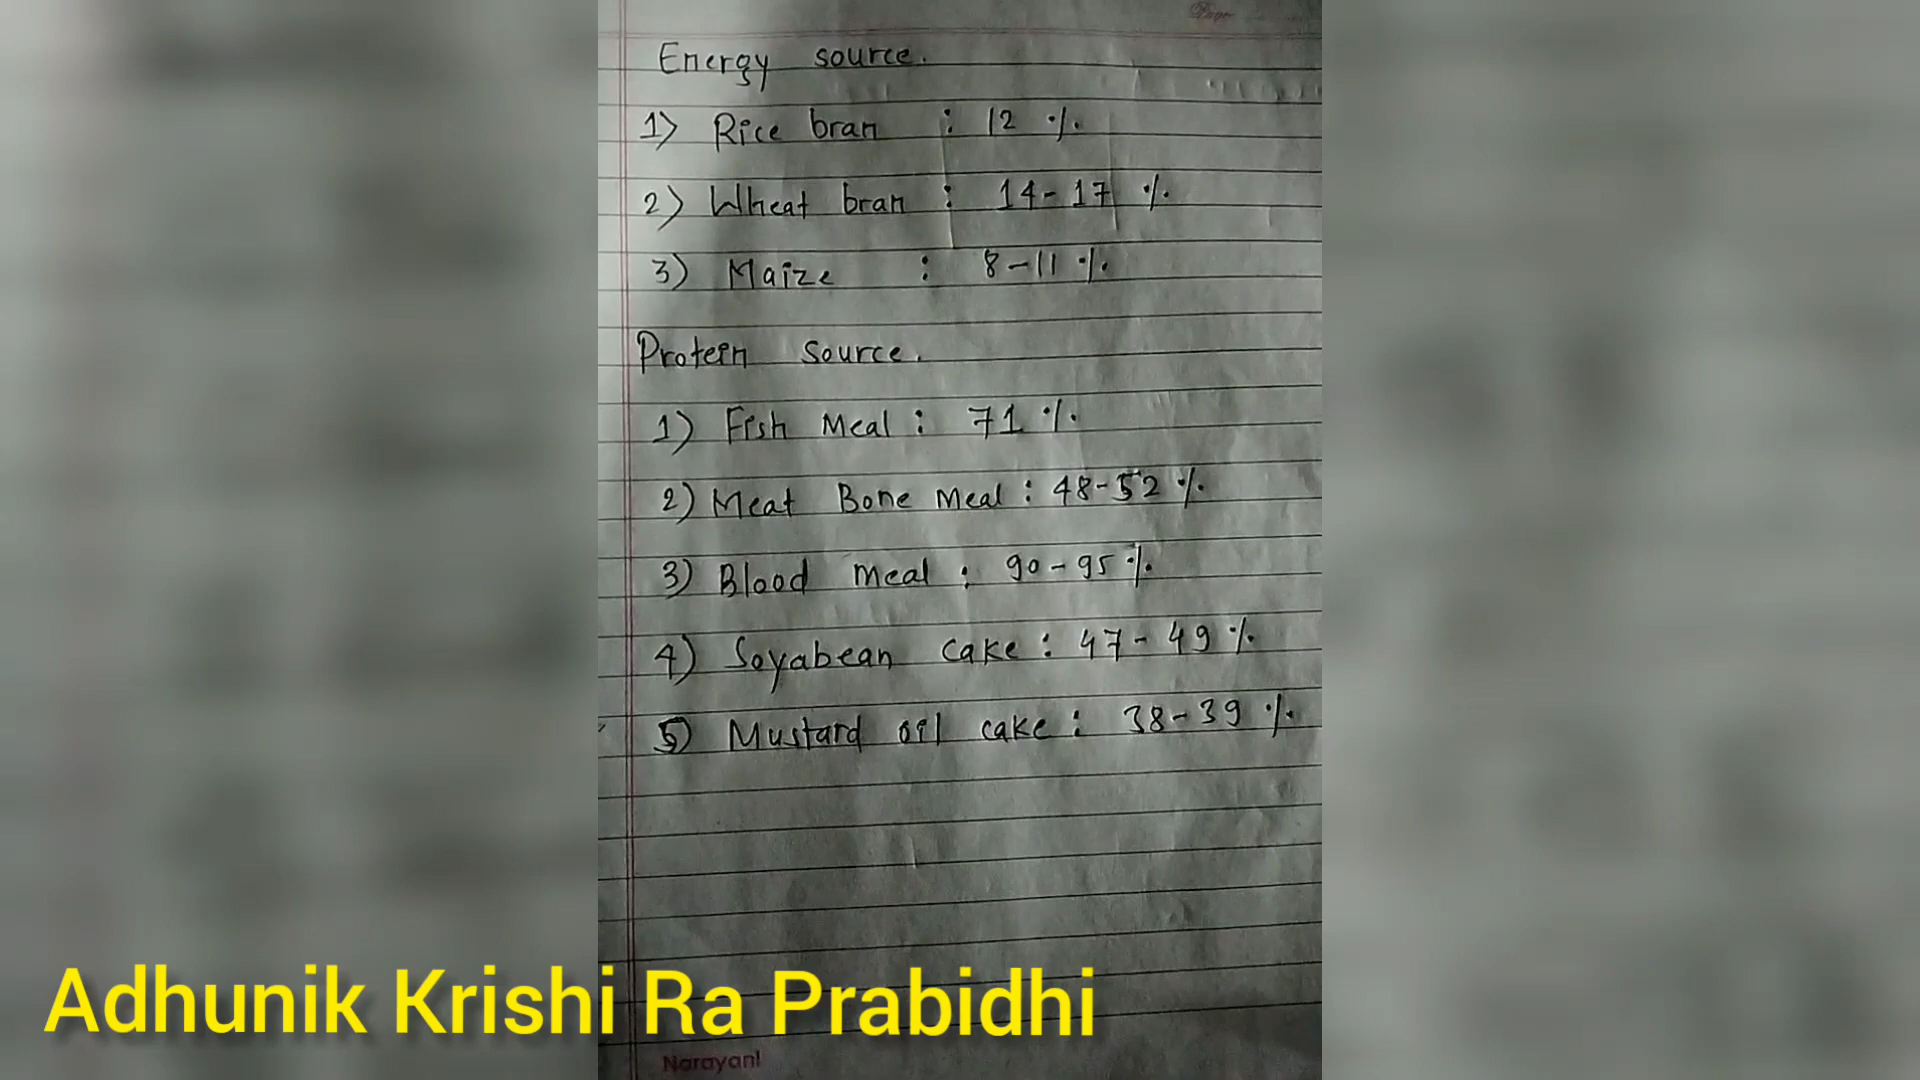 Page
Energy source.
1) Rice bran : 12 %.
2) Wheat bran : 14-17 %.
3) Maize : 8-11 %.
Protein source.
1) Fish Meal : 71 %.
2) Meat Bone Meal : 48-52 %.
3) Blood Meal : 90-95 %.
4) Soyabean cake : 47-49 %.
5) Mustard oil cake : 38-39 %.
Adhunik Krishi Ra Prabidhi
Narayani